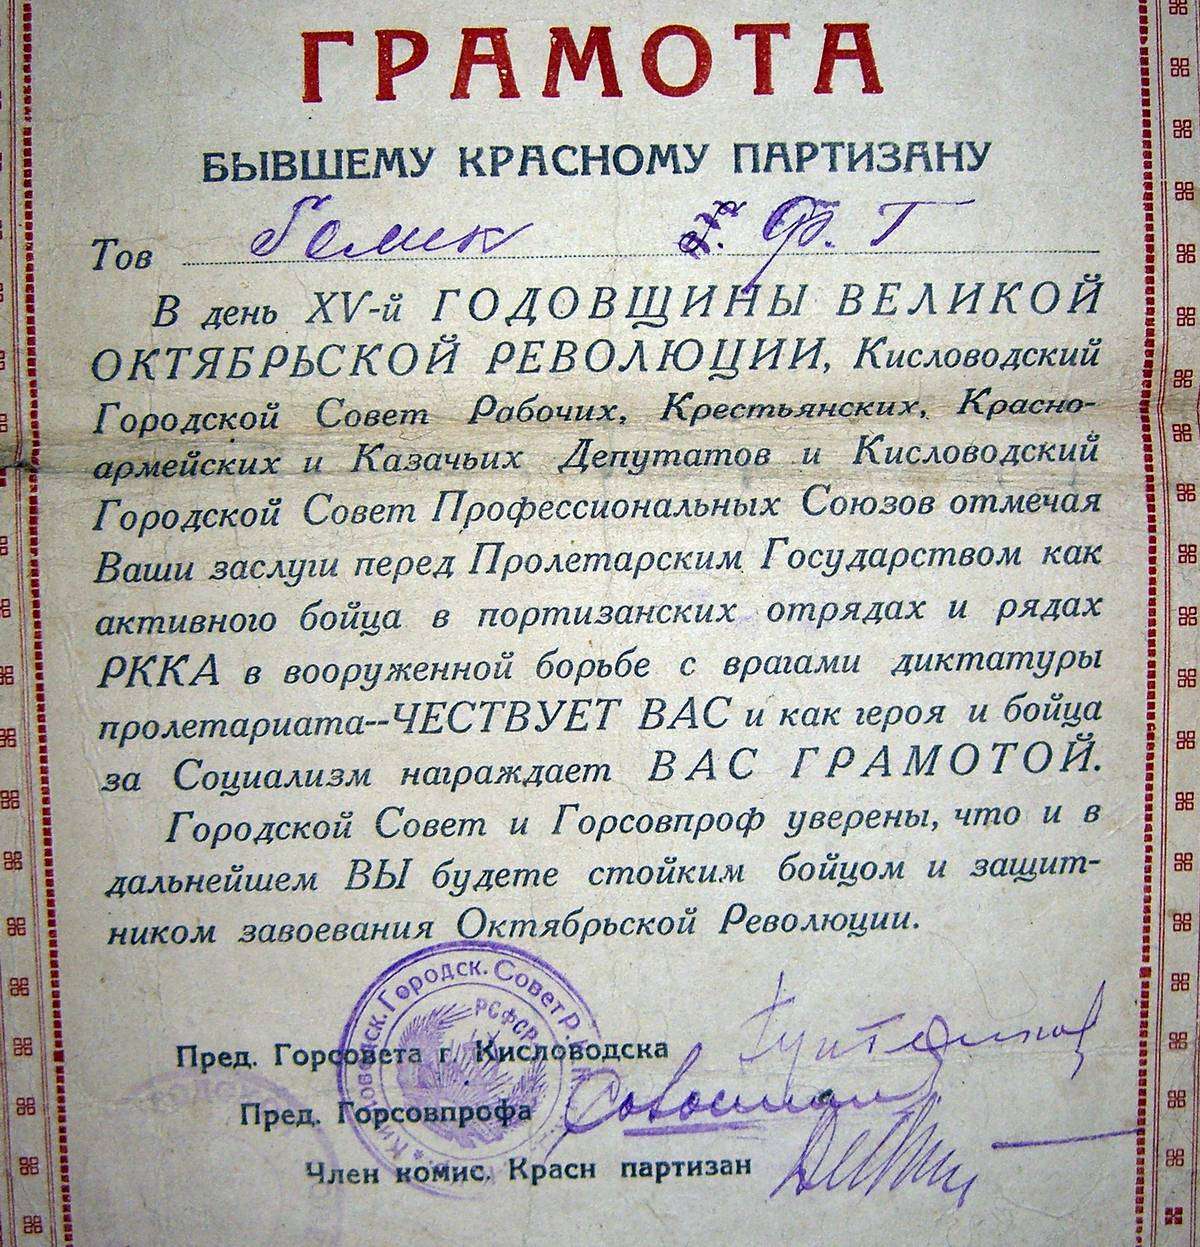 ГРАМОТА
БЫВШЕМУ КРАСНОМУ ПАРТИЗАНУ
Тов Гемик Ф. Г
В день XV-й ГОДОВЩИНЫ ВЕЛИКОЙ
ОКТЯБРЬСКОЙ РЕВОЛЮЦИИ, Кисловодский
Городской Совет Рабочих, Крестьянских, Красно-
армейских и Казачьих Депутатов и Кисловодский
Городской Совет Профессиональных Союзов отмечая
Ваши заслуги перед Пролетарским Государством как
активного бойца в портизанских отрядах и рядах
РККА в вооруженной борьбе с врагами диктатуры
пролетариата--ЧЕСТВУЕТ ВАС и как героя и бойца
за Социализм награждает ВАС ГРАМОТОЙ.
Городской Совет и Горсовпроф уверены, что и в
дальнейшем ВЫ будете стойким бойцом и защит-
ником завоевания Октябрьской Революции.
Кисловодск. Городск. Совет Р.
РСФСР
Пред. Горсовета г. Кисловодска
Пред. Горсовпрофа
Член комис. Красн партизан